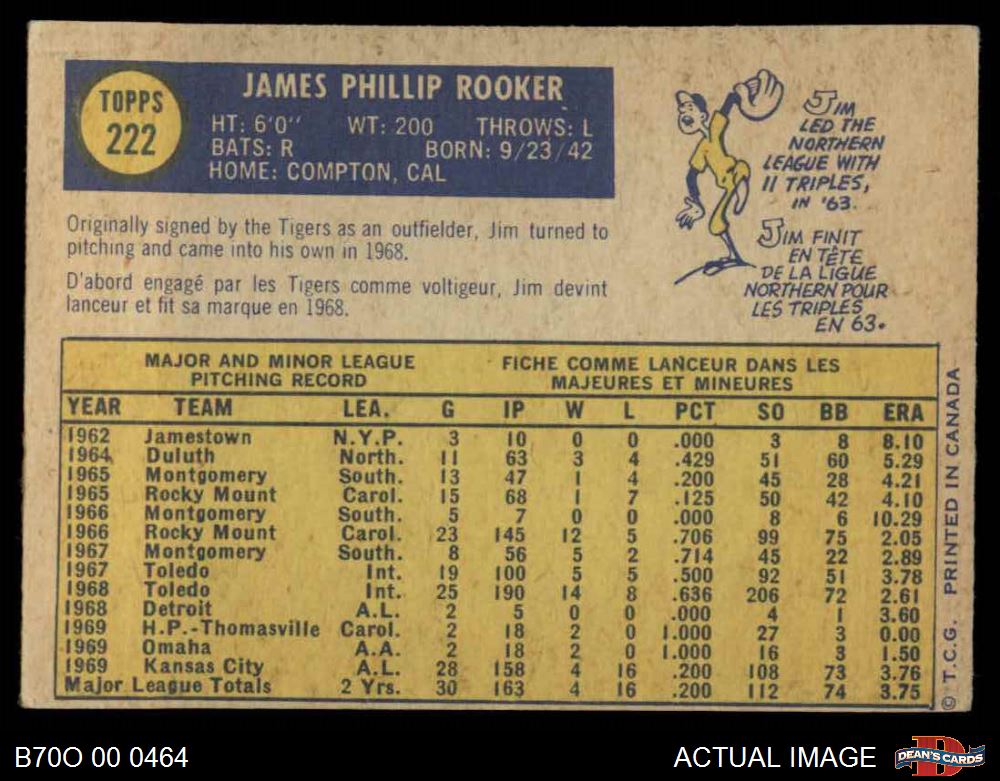 TOPPS
222
JAMES PHILLIP ROOKER
HT: 6'0" WT: 200 THROWS: L
BATS: R BORN: 9/23/42
HOME: COMPTON, CAL
Originally signed by the Tigers as an outfielder, Jim turned to
pitching and came into his own in 1968.
D'abord engagé par les Tigers comme voltigeur, Jim devint
lanceur et fit sa marque en 1968.
JIM
LED THE
NORTHERN
LEAGUE WITH
11 TRIPLES,
IN '63.
JIM FINIT
EN TÊTE
DE LA LIGUE
NORTHERN POUR
LES TRIPLES
EN 63.
MAJOR AND MINOR LEAGUE
PITCHING RECORD
FICHE COMME LANCEUR DANS LES
MAJEURES ET MINEURES
YEAR TEAM LEA. G IP W L PCT SO BB ERA
1962 Jamestown N.Y.P. 3 10 0 0 .000 3 8 8.10
1964 Duluth North. 11 63 3 4 .429 51 60 5.29
1965 Montgomery South. 13 47 1 4 .200 45 28 4.21
1965 Rocky Mount Carol. 15 68 1 7 .125 50 42 4.10
1966 Montgomery South. 5 7 0 0 .000 8 6 10.29
1966 Rocky Mount Carol. 23 145 12 5 .706 99 75 2.05
1967 Montgomery South. 8 56 5 2 .714 45 22 2.89
1967 Toledo Int. 19 100 5 5 .500 92 51 3.78
1968 Toledo Int. 25 190 14 8 .636 206 72 2.61
1968 Detroit A.L. 2 5 0 0 .000 4 1 3.60
1969 H.P.-Thomasville Carol. 2 18 2 0 1.000 27 3 0.00
1969 Omaha A.A. 2 18 2 0 1.000 16 3 1.50
1969 Kansas City A.L. 28 158 4 16 .200 108 73 3.76
Major League Totals 2 Yrs. 30 163 4 16 .200 112 74 3.75
© T.C.G. PRINTED IN CANADA
B70O 00 0464
ACTUAL IMAGE
D
DEAN'S CARDS